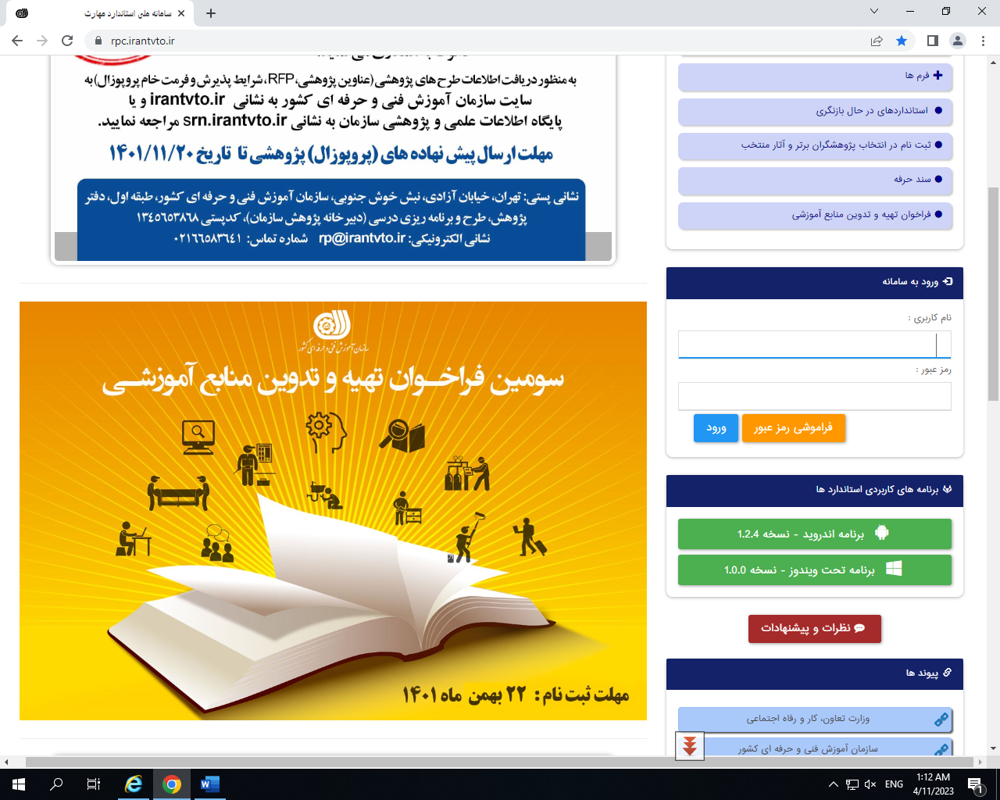 سامانه ملی استاندارد مهارت
rpc.irantvto.ir
به منظور دریافت اطلاعات طرح های پژوهشی (عناوین پژوهشی، RFP، شرایط پذیرش و فرمت خام پروپوزال) به
سایت سازمان آموزش فنی و حرفه ای کشور به نشانی irantvto.ir و یا
پایگاه اطلاعات علمی و پژوهشی سازمان به نشانی srn.irantvto.ir مراجعه نمایید.
مهلت ارسال پیش نهاده های (پروپوزال) پژوهشی تا تاریخ ۱۴۰۱/۱۱/۲۰
نشانی پستی: تهران، خیابان آزادی، نبش خوش جنوبی، سازمان آموزش فنی و حرفه ای کشور، طبقه اول، دفتر
پژوهش، طرح و برنامه ریزی درسی (دبیرخانه پژوهش سازمان)، کدپستی ۱۳۴۵۶۵۳۸۶۸
نشانی الکترونیکی: rp@irantvto.ir شماره تماس: ۰۲۱۶۶۵۸۳۶۴۱
سازمان آموزش فنی و حرفه ای کشور
سومین فراخوان تهیه و تدوین منابع آموزشی
مهلت ثبت نام : ۲۲ بهمن ماه ۱۴۰۱
فرم ها
استانداردهای در حال بازنگری
ثبت نام در انتخاب پژوهشگران برتر و آثار منتخب
سند حرفه
فراخوان تهیه و تدوین منابع آموزشی
ورود به سامانه
نام کاربری :
رمز عبور :
فراموشی رمز عبور
ورود
برنامه های کاربردی استاندارد ها
برنامه اندروید - نسخه 1.2.4
برنامه تحت ویندوز - نسخه 1.0.0
نظرات و پیشنهادات
پیوند ها
وزارت تعاون، کار و رفاه اجتماعی
سازمان آموزش فنی و حرفه ای کشور
ENG
1:12 AM
4/11/2023
1